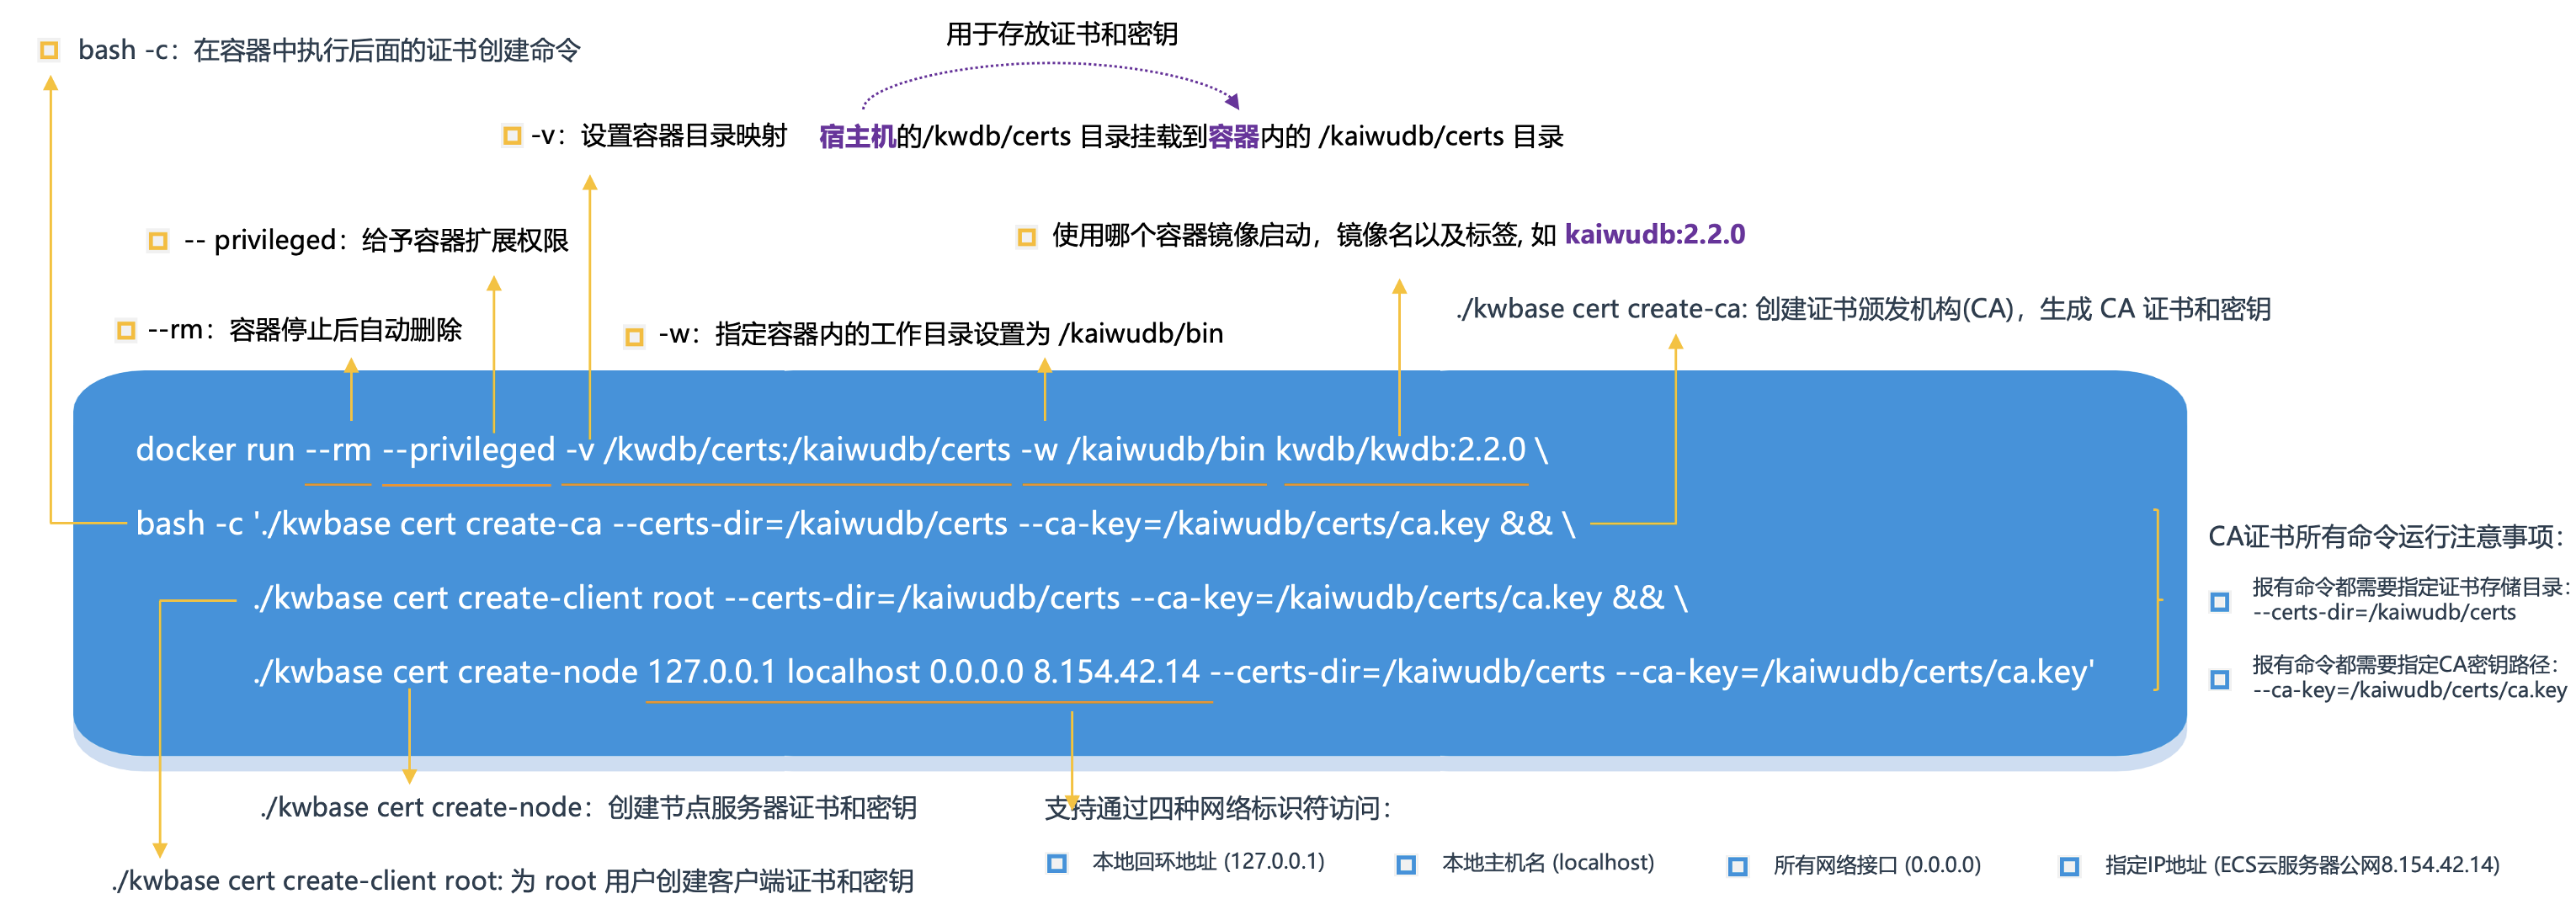 用于存放证书和密钥
bash -c：在容器中执行后面的证书创建命令
-v：设置容器目录映射 宿主机的/kwdb/certs 目录挂载到容器内的 /kaiwudb/certs 目录
-- privileged：给予容器扩展权限
使用哪个容器镜像启动，镜像名以及标签, 如 kaiwudb:2.2.0
./kwbase cert create-ca: 创建证书颁发机构(CA)，生成 CA 证书和密钥
--rm：容器停止后自动删除
-w：指定容器内的工作目录设置为 /kaiwudb/bin
docker run --rm --privileged -v /kwdb/certs:/kaiwudb/certs -w /kaiwudb/bin kwdb/kwdb:2.2.0 \
bash -c './kwbase cert create-ca --certs-dir=/kaiwudb/certs --ca-key=/kaiwudb/certs/ca.key && \
./kwbase cert create-client root --certs-dir=/kaiwudb/certs --ca-key=/kaiwudb/certs/ca.key && \
./kwbase cert create-node 127.0.0.1 localhost 0.0.0.0 8.154.42.14 --certs-dir=/kaiwudb/certs --ca-key=/kaiwudb/certs/ca.key'
CA证书所有命令运行注意事项：
报有命令都需要指定证书存储目录：
--certs-dir=/kaiwudb/certs
报有命令都需要指定CA密钥路径：
--ca-key=/kaiwudb/certs/ca.key
./kwbase cert create-node：创建节点服务器证书和密钥
支持通过四种网络标识符访问：
本地回环地址 (127.0.0.1)
本地主机名 (localhost)
所有网络接口 (0.0.0.0)
指定IP地址 (ECS云服务器公网8.154.42.14)
./kwbase cert create-client root: 为 root 用户创建客户端证书和密钥